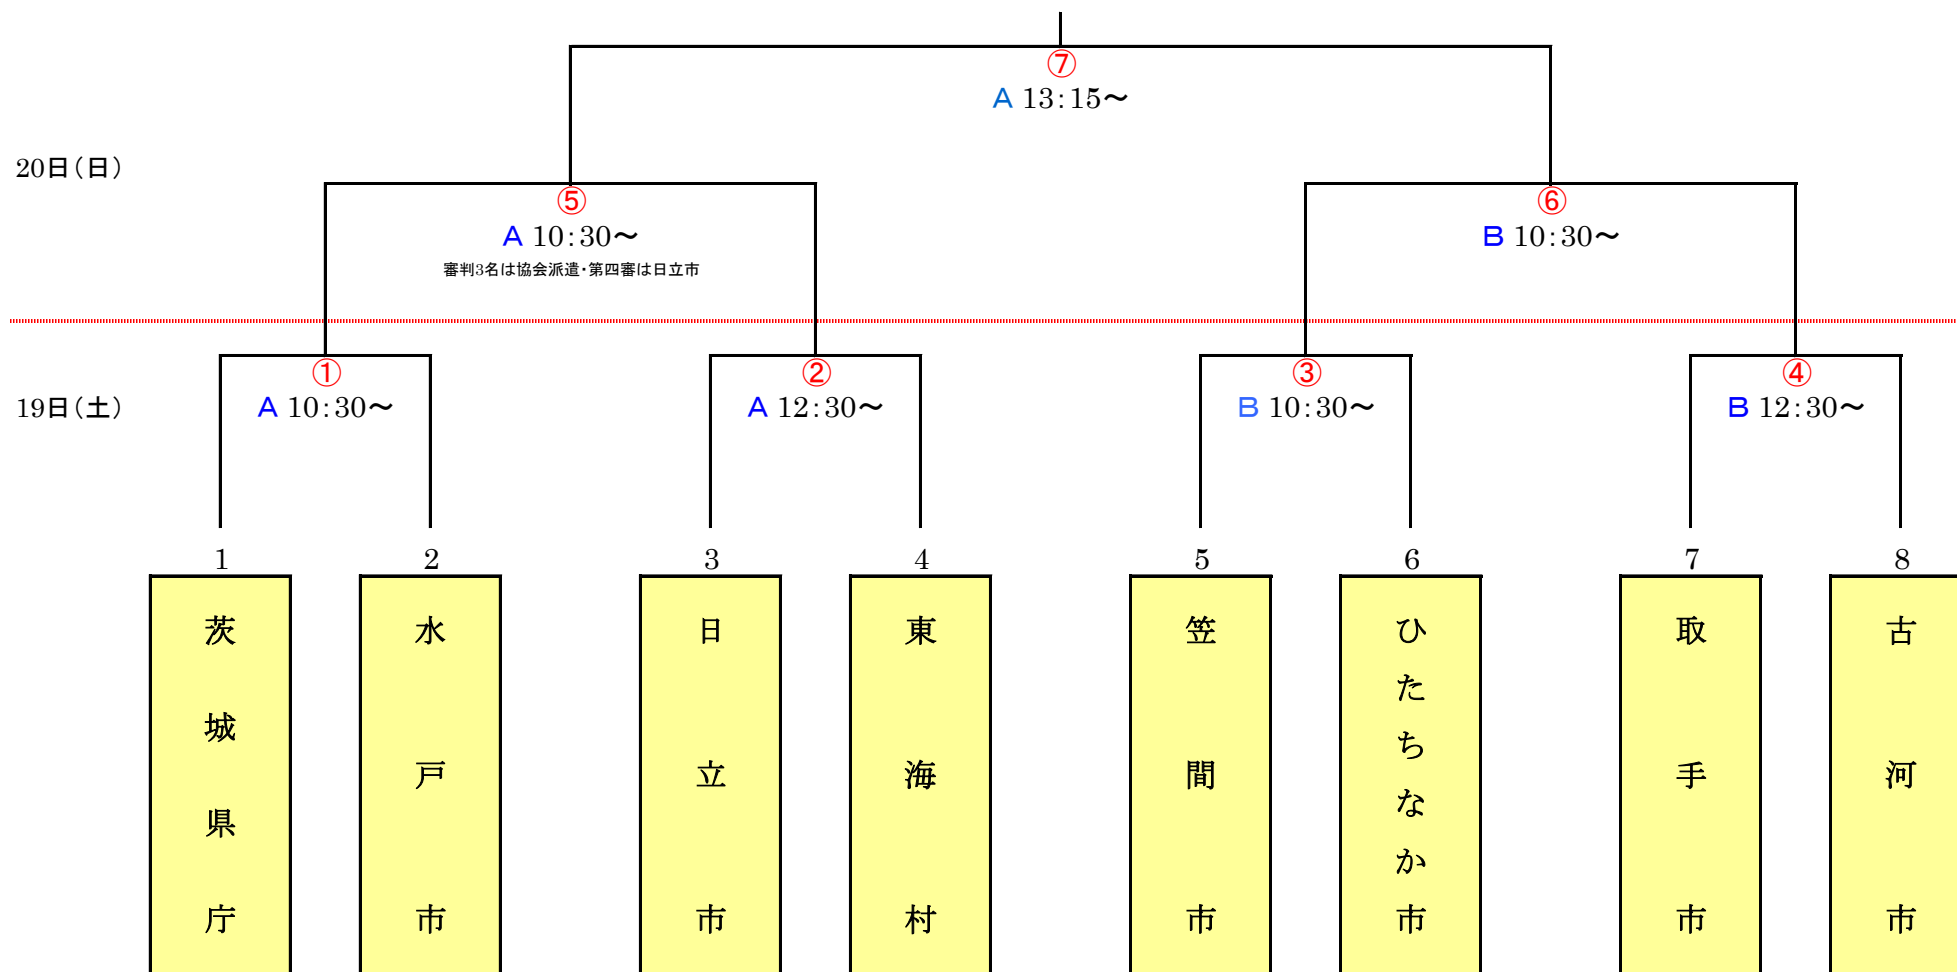 ⑦
A 13:15～
20日(日)
⑤
A 10:30～
審判3名は協会派遣・第四審は日立市
⑥
B 10:30～
19日(土)
①
A 10:30～
②
A 12:30～
③
B 10:30～
④
B 12:30～
1
2
3
4
5
6
7
8
茨城県庁
水戸市
日立市
東海村
笠間市
ひたちなか市
取手市
古河市